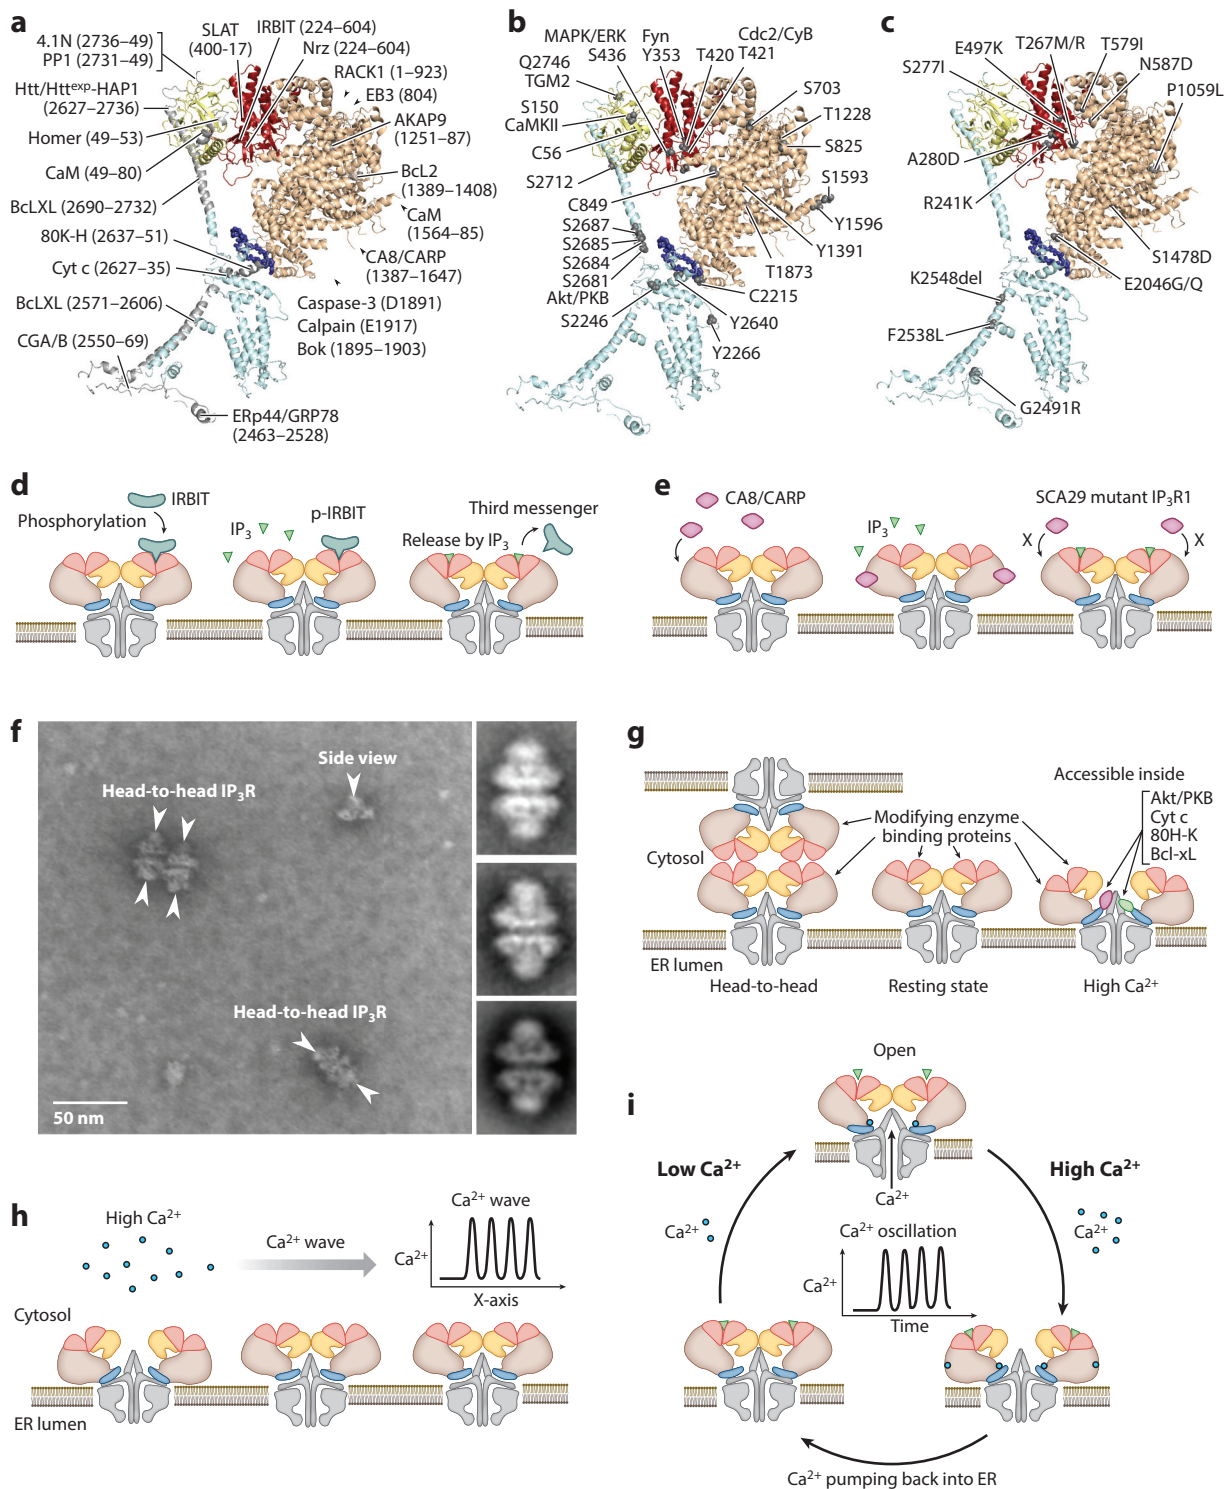 a
4.1N (2736–49)
PP1 (2731–49)
SLAT
(400-17)
IRBIT (224–604)
Nrz (224–604)
RACK1 (1–923)
EB3 (804)
AKAP9
(1251–87)
Htt/Htt^exp-HAP1
(2627–2736)
Homer (49–53)
CaM (49–80)
BcLXL (2690–2732)
80K-H (2637–51)
Cyt c (2627–35)
BcLXL (2571–2606)
CGA/B (2550–69)
BcL2
(1389–1408)
CaM
(1564–85)
CA8/CARP
(1387–1647)
Caspase-3 (D1891)
Calpain (E1917)
Bok (1895–1903)
ERp44/GRP78
(2463–2528)
b
MAPK/ERK
S436
Fyn
Y353
T420
Cdc2/CyB
T421
Q2746
TGM2
S150
CaMKII
C56
S2712
S703
T1228
S825
S1593
Y1596
Y1391
T1873
C849
S2687
S2685
S2684
S2681
Akt/PKB
S2246
C2215
Y2640
Y2266
c
E497K
S277I
T267M/R
T579I
N587D
P1059L
A280D
R241K
K2548del
F2538L
G2491R
S1478D
E2046G/Q
d
IRBIT
Phosphorylation
IP3
p-IRBIT
Third messenger
Release by IP3
e
CA8/CARP
IP3
SCA29 mutant IP3R1
X
X
f
Side view
Head-to-head IP3R
Head-to-head IP3R
50 nm
g
Accessible inside
Akt/PKB
Cyt c
80H-K
Bcl-xL
Modifying enzyme
binding proteins
Cytosol
ER lumen
Head-to-head
Resting state
High Ca2+
h
High Ca2+
Ca2+ wave
Ca2+ wave
Ca2+
X-axis
Cytosol
ER lumen
i
Open
Low Ca2+
High Ca2+
Ca2+
Ca2+
Ca2+
Ca2+ oscillation
Ca2+
Time
Ca2+ pumping back into ER